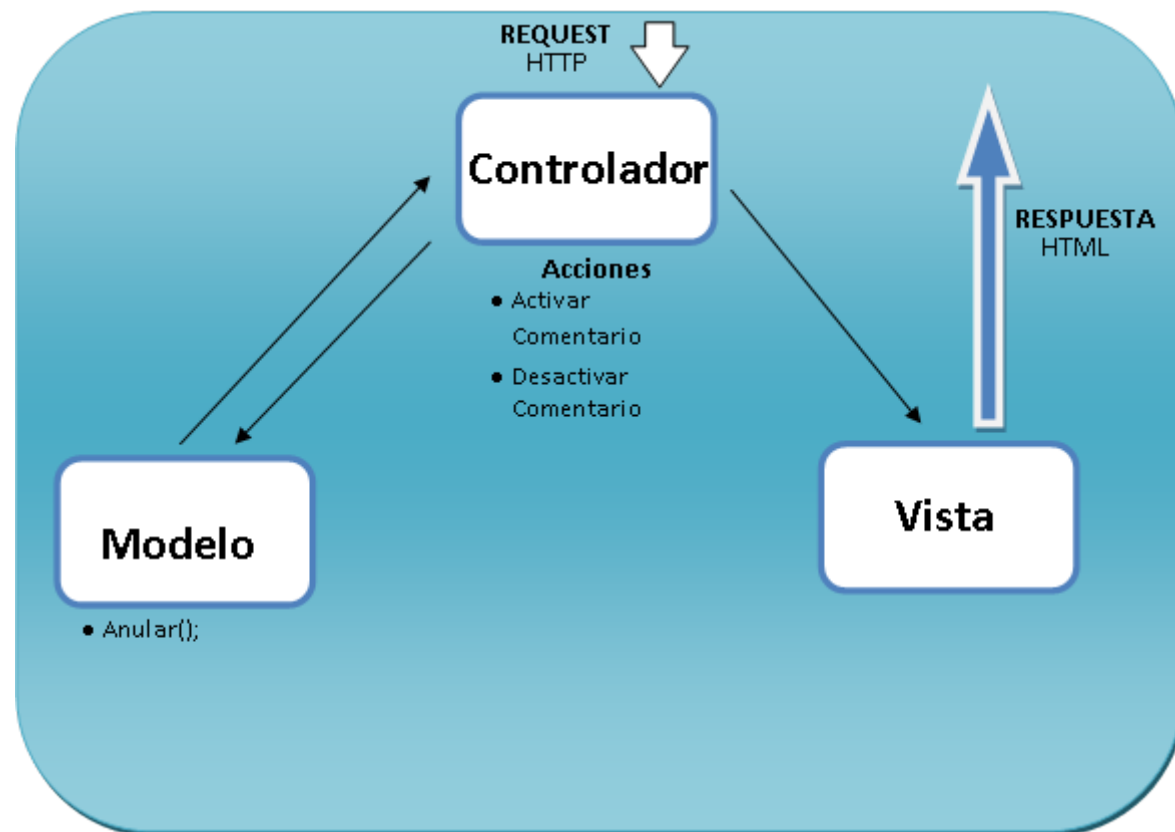 REQUEST
HTTP
Controlador
RESPUESTA
HTML
Acciones
● Activar
Comentario
● Desactivar
Comentario
Modelo
Vista
● Anular();